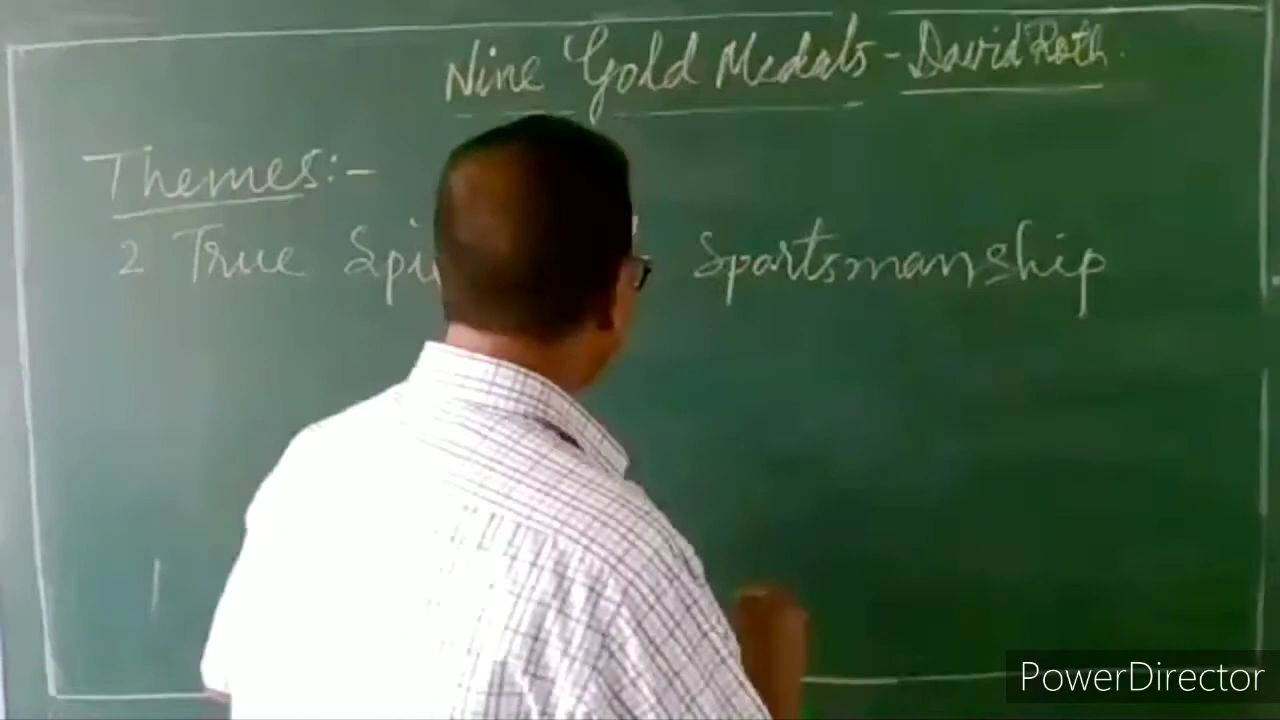 Nine Gold Medals - David Roth.
Themes:-
2 True Spi Sportsmanship
PowerDirector